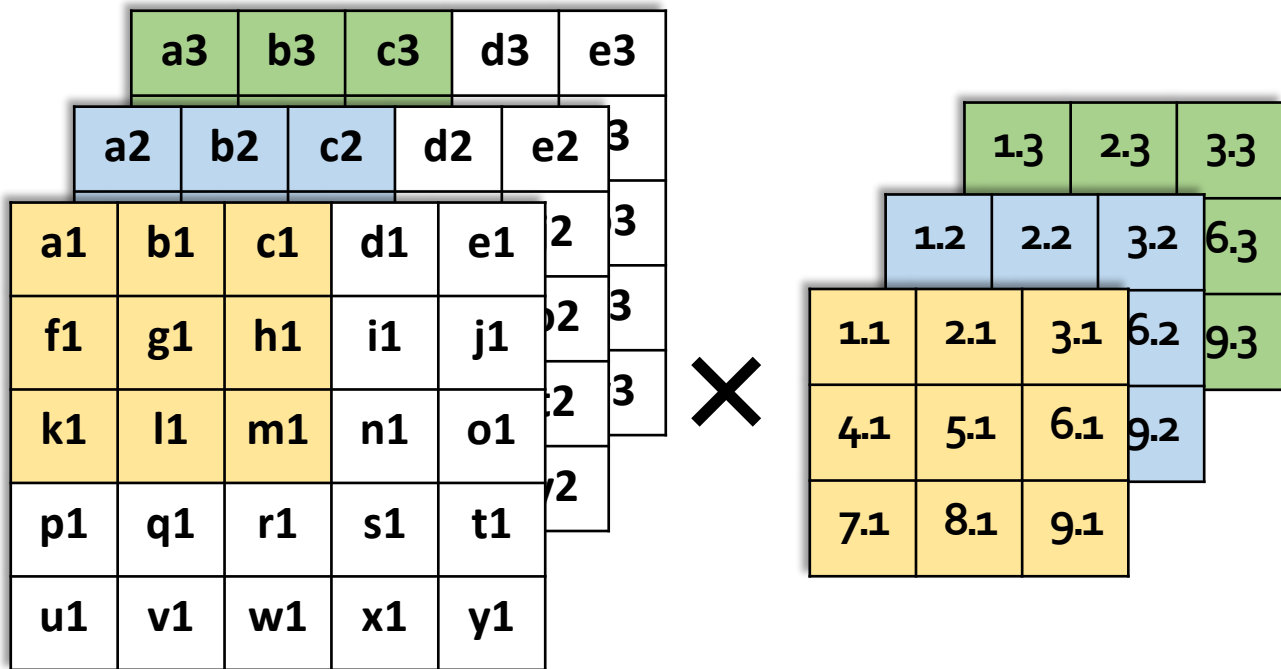 a3 b3 c3 d3 e3
a2 b2 c2 d2 e2
a1 b1 c1 d1 e1
f1 g1 h1 i1 j1
k1 l1 m1 n1 o1
p1 q1 r1 s1 t1
u1 v1 w1 x1 y1
×
1.3 2.3 3.3
6.3
9.3
1.2 2.2 3.2
6.2
9.2
1.1 2.1 3.1
4.1 5.1 6.1
7.1 8.1 9.1